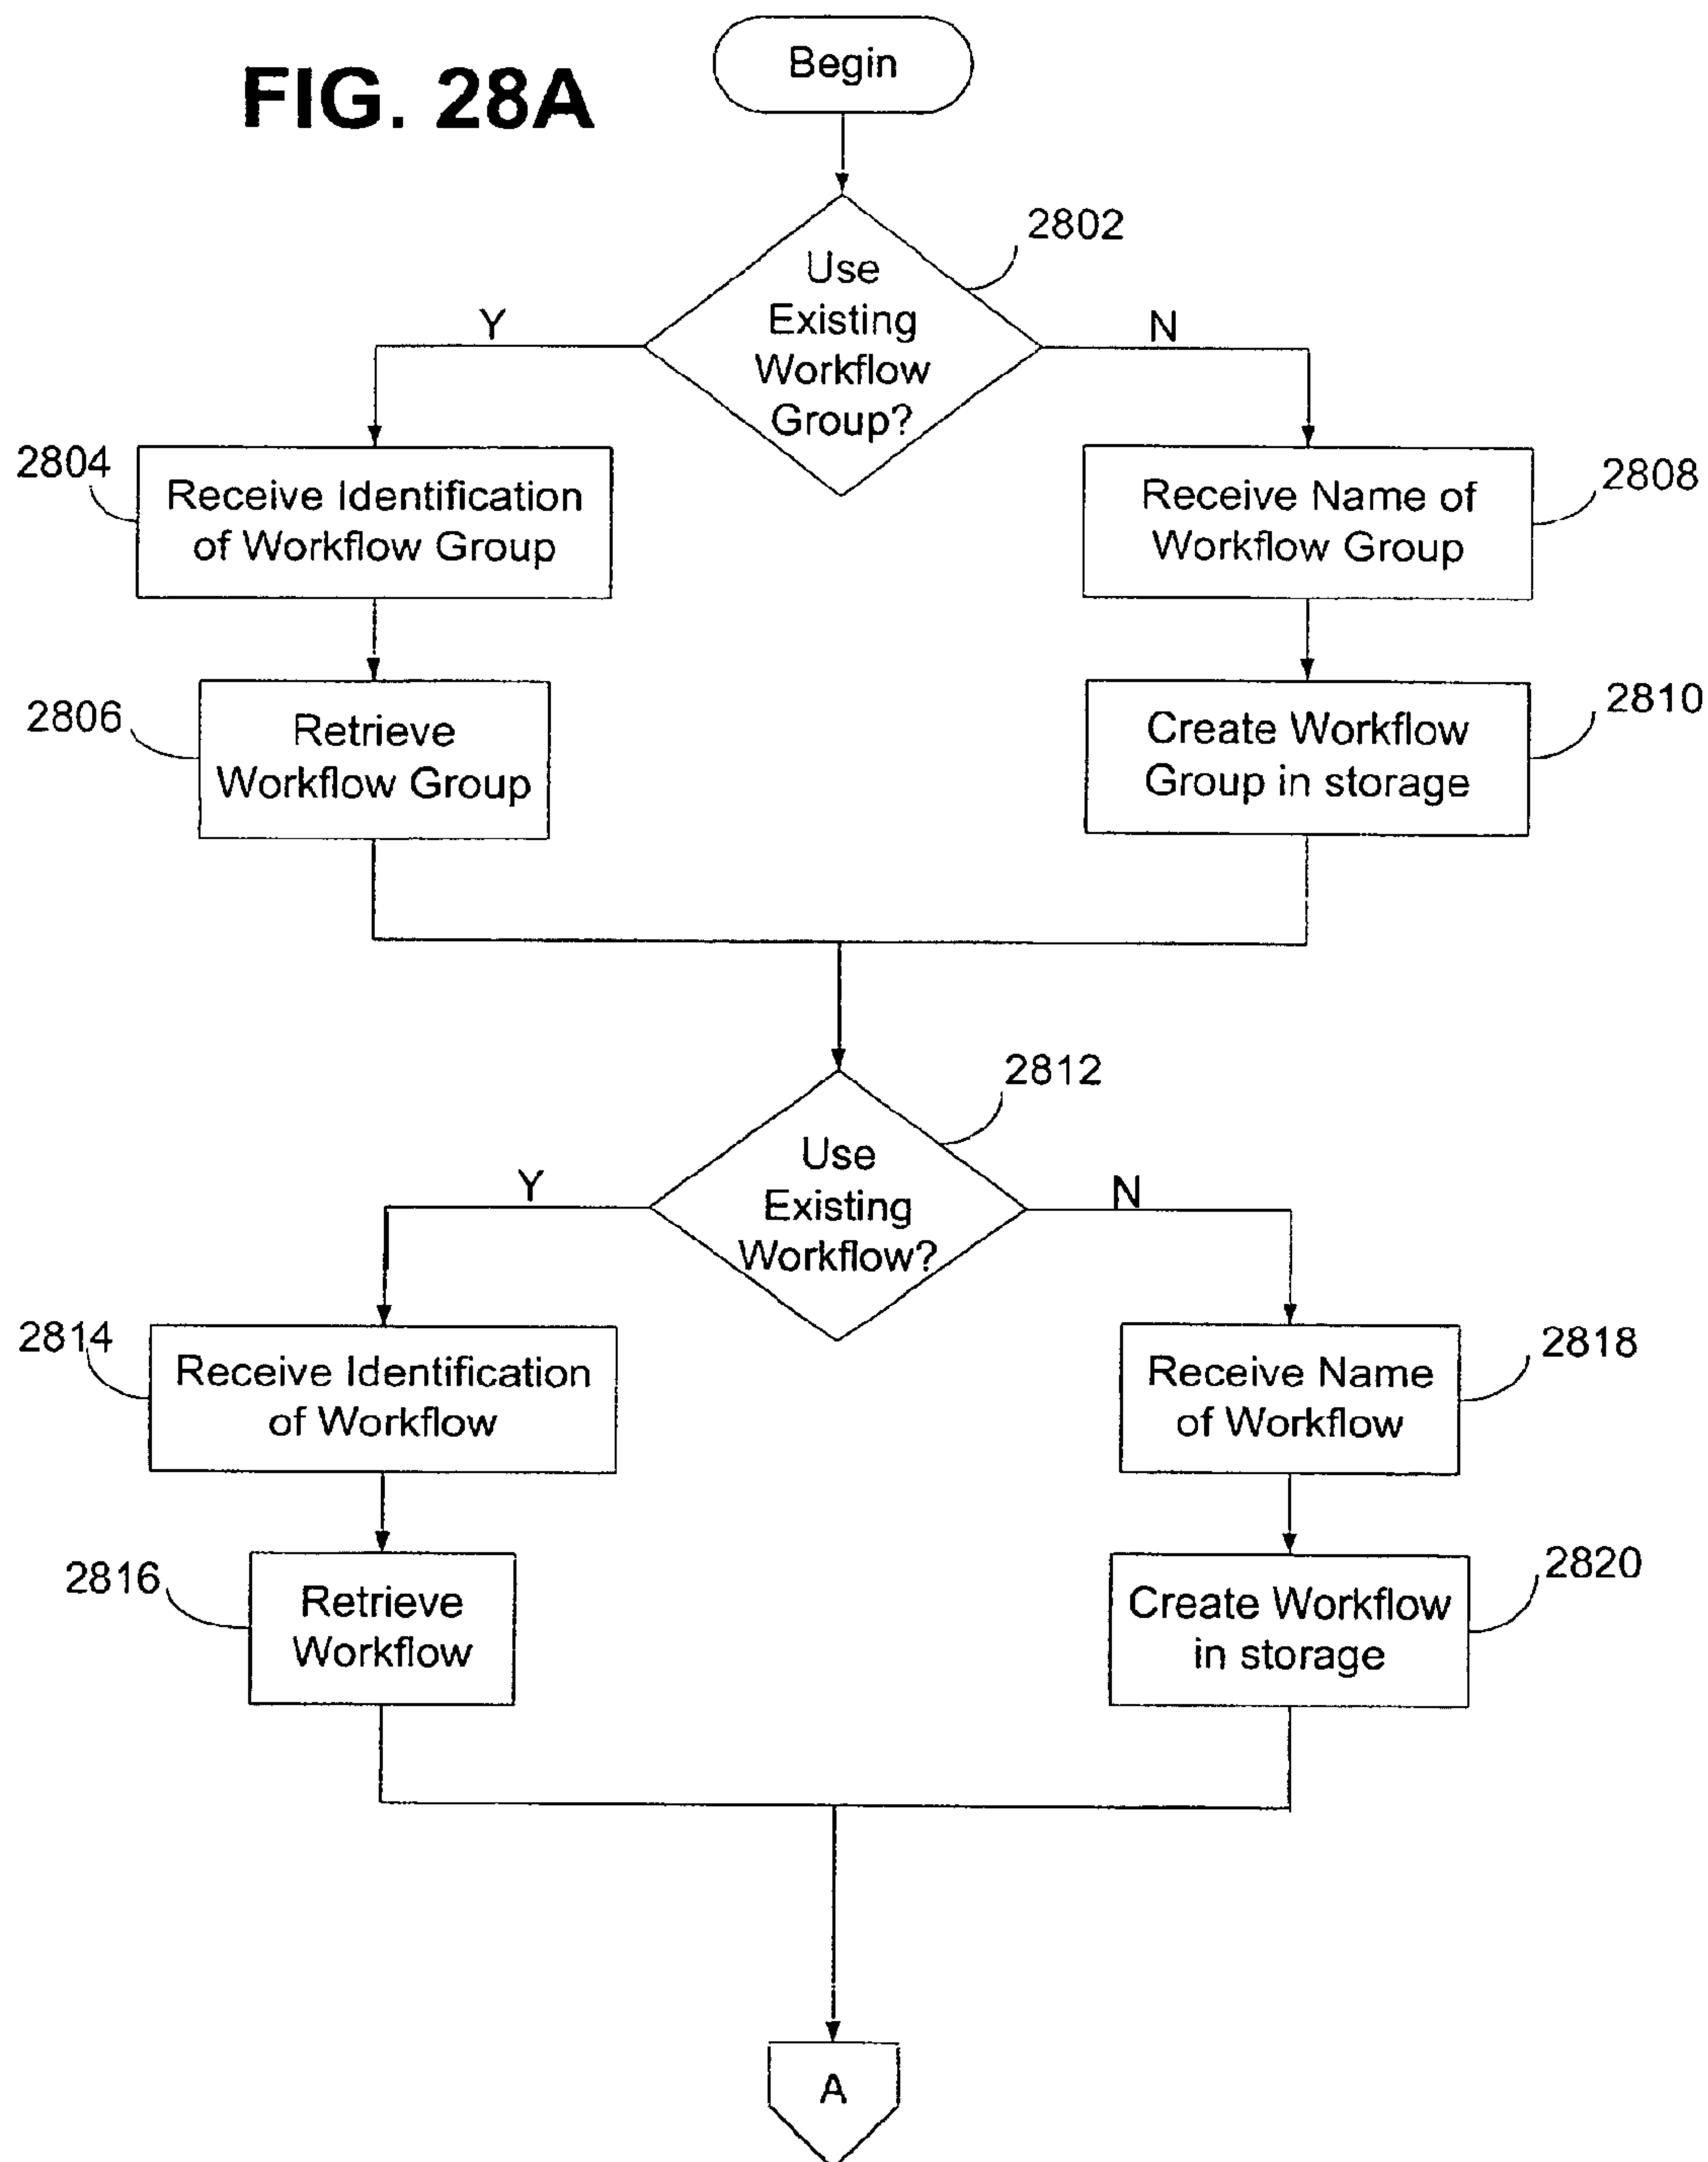 FIG. 28A
Begin
2802
Use
Existing
Workflow
Group?
Y
N
2804
Receive Identification
of Workflow Group
2808
Receive Name of
Workflow Group
2806
Retrieve
Workflow Group
2810
Create Workflow
Group in storage
2812
Use
Existing
Workflow?
Y
N
2814
Receive Identification
of Workflow
2818
Receive Name
of Workflow
2816
Retrieve
Workflow
2820
Create Workflow
in storage
A